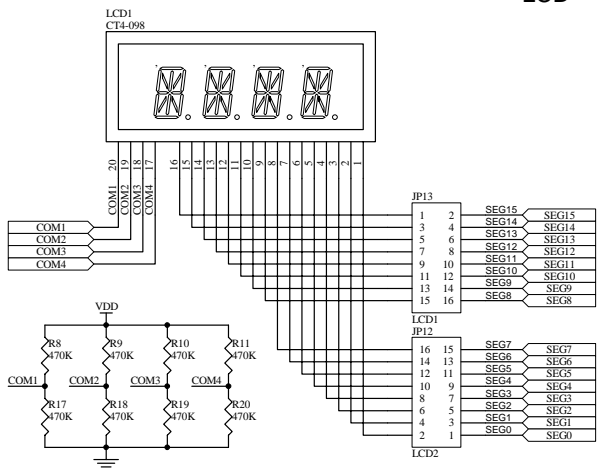 LCD1
CT4-098
COM1 20
COM2 19
COM3 18
COM4 17
16
15
14
13
12
11
10
9
8
7
6
5
4
3
2
1
COM1
COM2
COM3
COM4
JP13
1 2 SEG15 SEG15
3 4 SEG14 SEG14
5 6 SEG13 SEG13
7 8 SEG12 SEG12
9 10 SEG11 SEG11
11 12 SEG10 SEG10
13 14 SEG9 SEG9
15 16 SEG8 SEG8
LCD1
JP12
16 15 SEG7 SEG7
14 13 SEG6 SEG6
12 11 SEG5 SEG5
10 9 SEG4 SEG4
8 7 SEG3 SEG3
6 5 SEG2 SEG2
4 3 SEG1 SEG1
2 1 SEG0 SEG0
LCD2
VDD
R8 R9 R10 R11
470K 470K 470K 470K
COM1 COM2 COM3 COM4
R17 R18 R19 R20
470K 470K 470K 470K